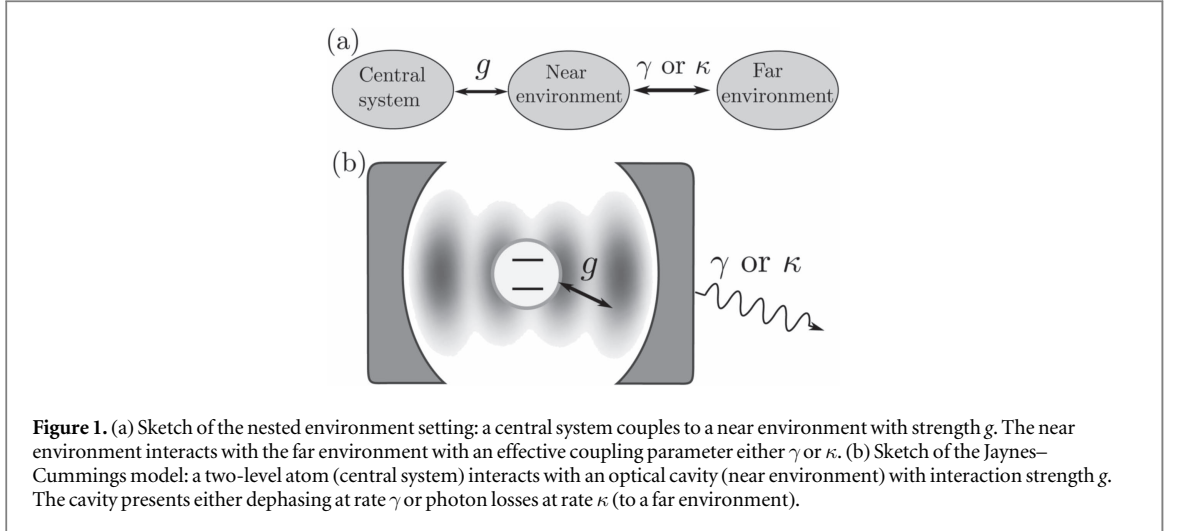 (a)
Central
system
g
Near
environment
γ or κ
Far
environment
(b)
g
γ or κ
Figure 1. (a) Sketch of the nested environment setting: a central system couples to a near environment with strength g. The near
environment interacts with the far environment with an effective coupling parameter either γ or κ. (b) Sketch of the Jaynes–
Cummings model: a two-level atom (central system) interacts with an optical cavity (near environment) with interaction strength g.
The cavity presents either dephasing at rate γ or photon losses at rate κ (to a far environment).